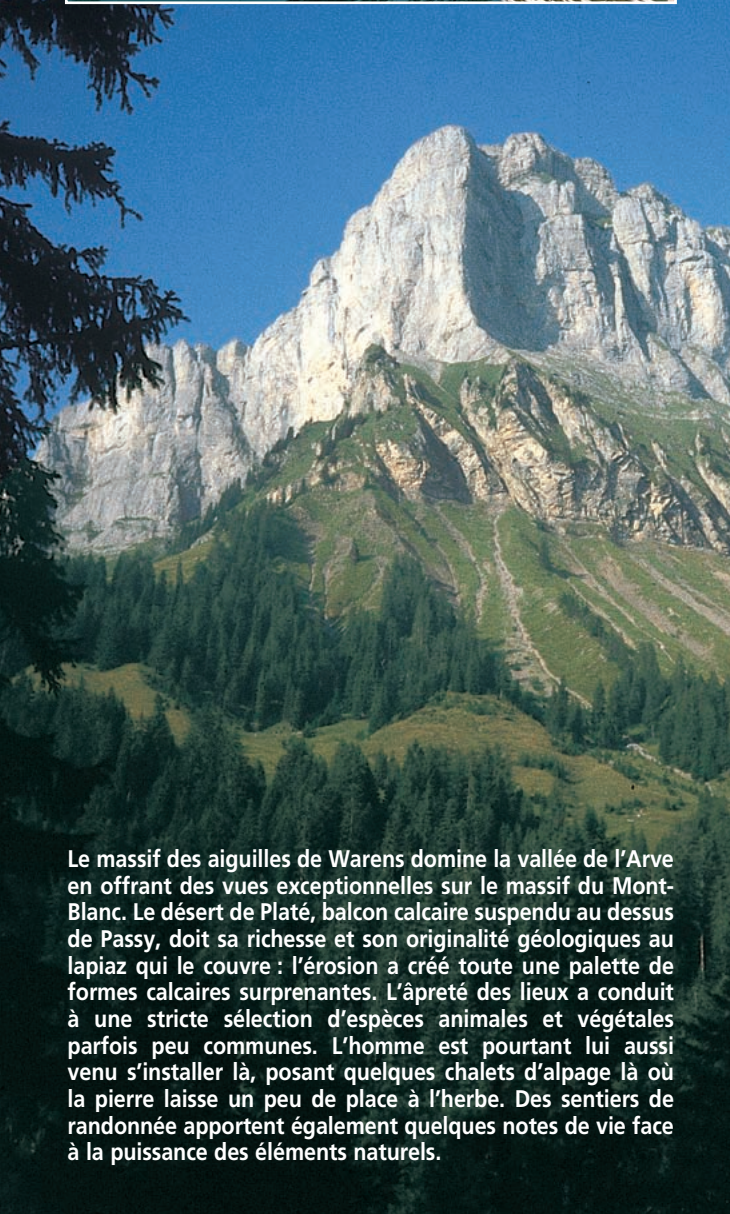 Le massif des aiguilles de Warens domine la vallée de l’Arve
en offrant des vues exceptionnelles sur le massif du Mont-
Blanc. Le désert de Platé, balcon calcaire suspendu au dessus
de Passy, doit sa richesse et son originalité géologiques au
lapiaz qui le couvre : l’érosion a créé toute une palette de
formes calcaires surprenantes. L’âpreté des lieux a conduit
à une stricte sélection d’espèces animales et végétales
parfois peu communes. L’homme est pourtant lui aussi
venu s’installer là, posant quelques chalets d’alpage là où
la pierre laisse un peu de place à l’herbe. Des sentiers de
randonnée apportent également quelques notes de vie face
à la puissance des éléments naturels.